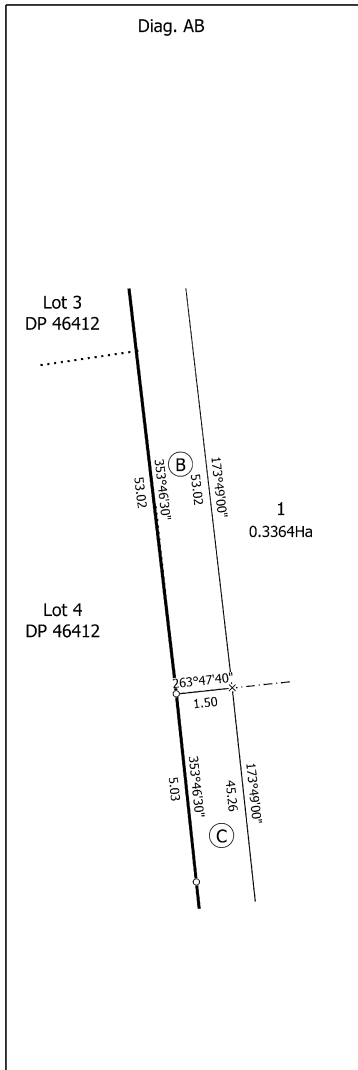 Diag. AB
Lot 3
DP 46412
B
353°46'30"
53.02
173°49'00"
53.02
1
0.3364Ha
Lot 4
DP 46412
263°47'40"
1.50
353°46'30"
5.03
173°49'00"
45.26
C